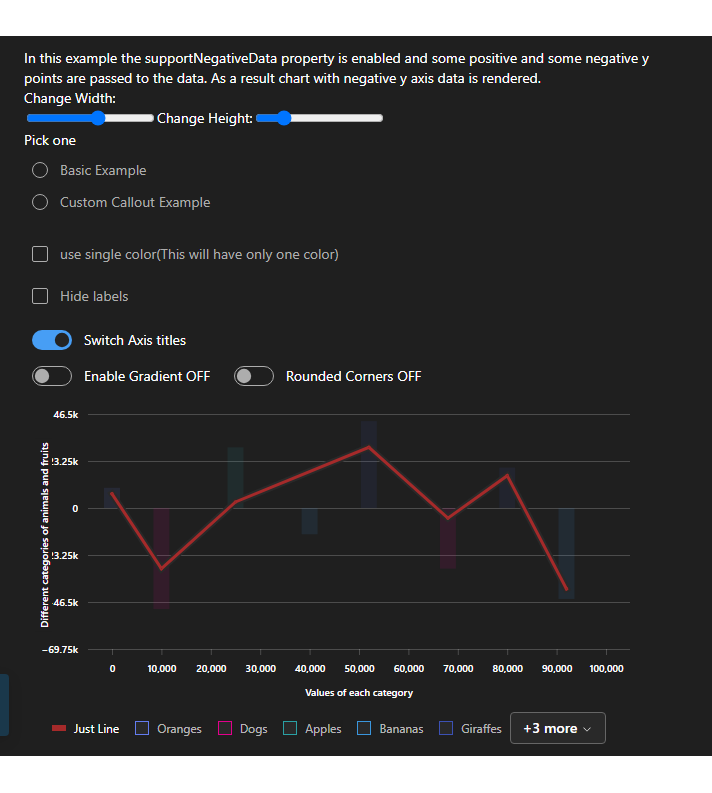 In this example the supportNegativeData property is enabled and some positive and some negative y
points are passed to the data. As a result chart with negative y axis data is rendered.
Change Width:
Change Height:
Pick one
Basic Example
Custom Callout Example
use single color(This will have only one color)
Hide labels
Switch Axis titles
Enable Gradient OFF Rounded Corners OFF
46.5k
3.25k
0
3.25k
-46.5k
−69.75k
Different categories of animals and fruits
0 10,000 20,000 30,000 40,000 50,000 60,000 70,000 80,000 90,000 100,000
Values of each category
Just Line Oranges Dogs Apples Bananas Giraffes +3 more